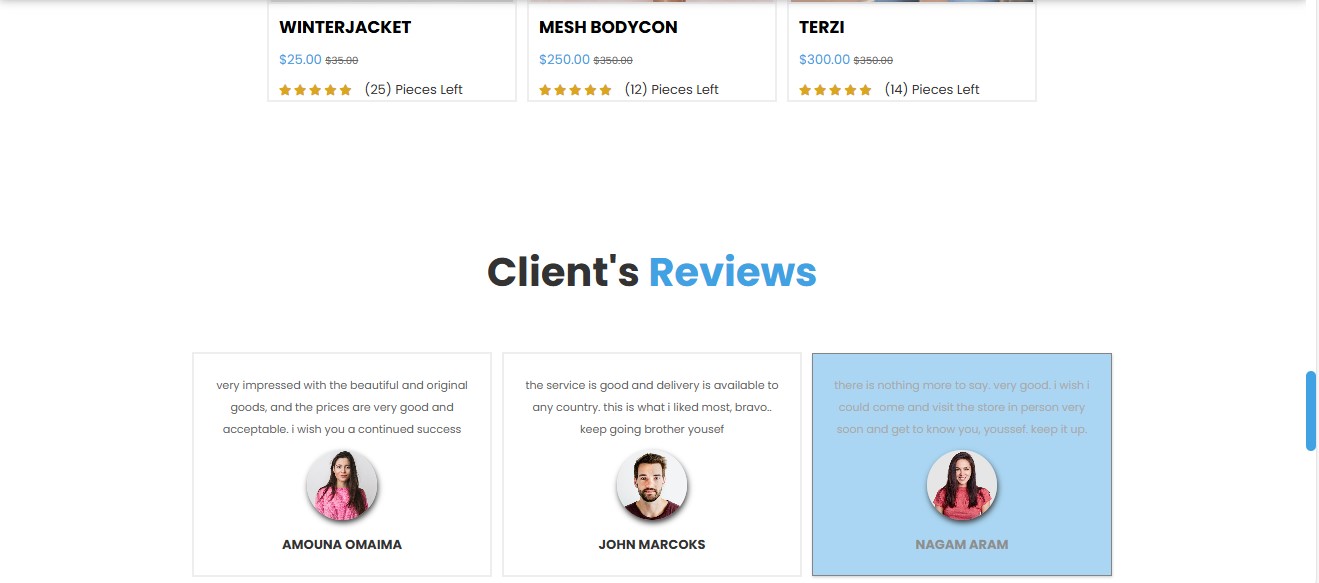 WINTERJACKET
$25.00 $35.00
(25) Pieces Left
MESH BODYCON
$250.00 $350.00
(12) Pieces Left
TERZI
$300.00 $350.00
(14) Pieces Left
Client's Reviews
very impressed with the beautiful and original
goods, and the prices are very good and
acceptable. i wish you a continued success
AMOUNA OMAIMA
the service is good and delivery is available to
any country. this is what i liked most, bravo..
keep going brother yousef
JOHN MARCOKS
there is nothing more to say. very good. i wish i
could come and visit the store in person very
soon and get to know you, youssef. keep it up.
NAGAM ARAM